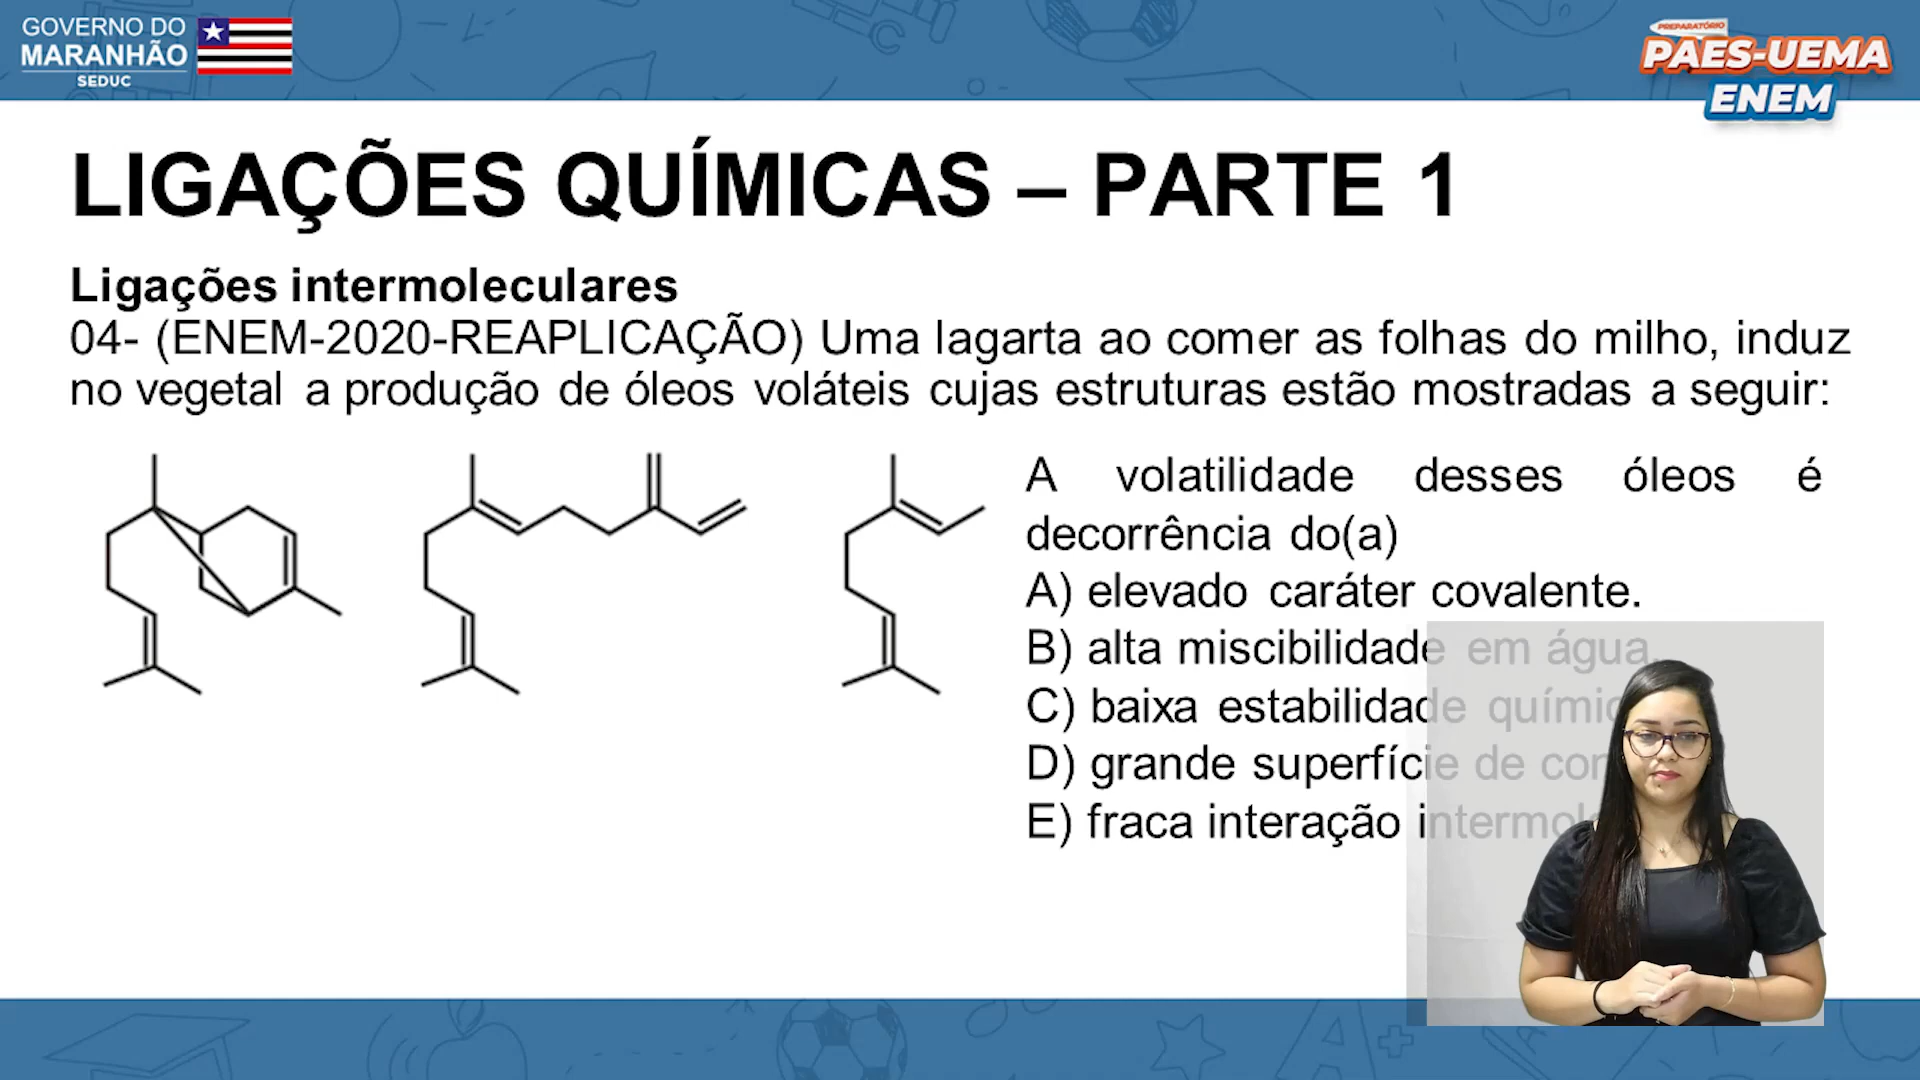 GOVERNO DO
MARANHÃO
SEDUC
PREPARATÓRIO
PAES-UEMA
ENEM
LIGAÇÕES QUÍMICAS – PARTE 1
Ligações intermoleculares
04- (ENEM-2020-REAPLICAÇÃO) Uma lagarta ao comer as folhas do milho, induz
no vegetal a produção de óleos voláteis cujas estruturas estão mostradas a seguir:
A volatilidade desses óleos é
decorrência do(a)
A) elevado caráter covalente.
B) alta miscibilidade em água.
C) baixa estabilidade
D) grande superfície de
E) fraca interação